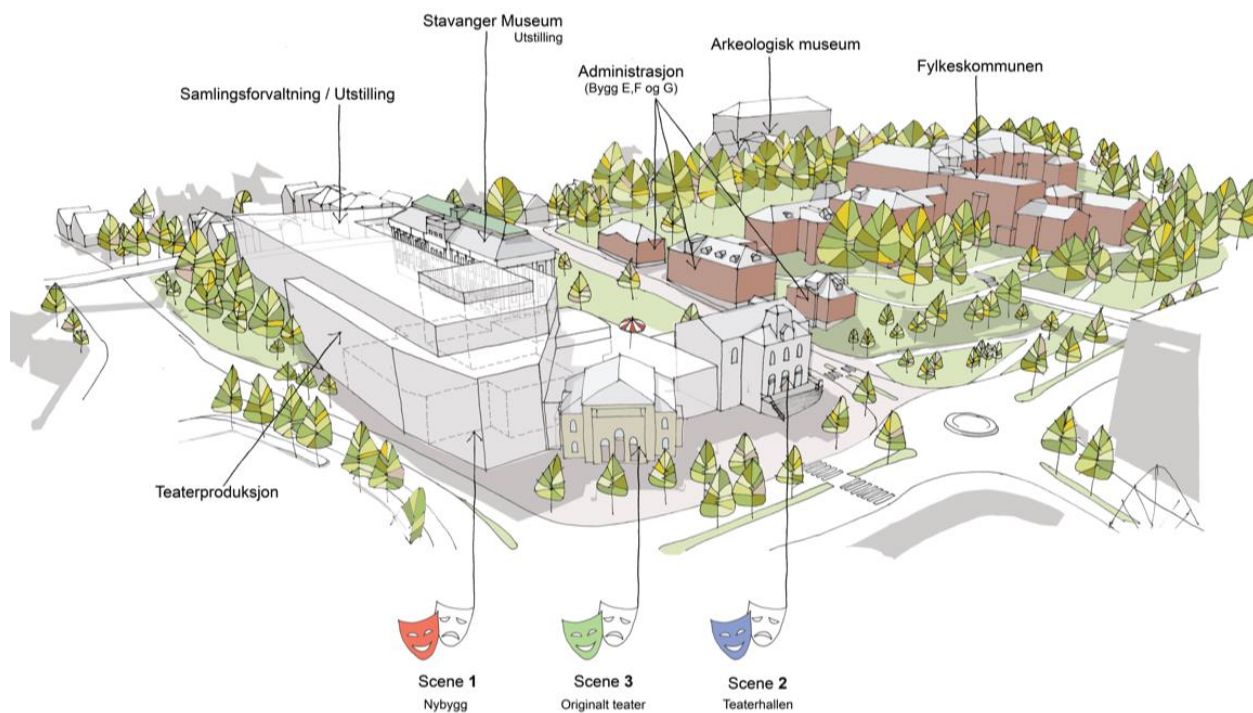 Stavanger Museum
Utstilling
Arkeologisk museum
Administrasjon
(Bygg E,F og G)
Fylkeskommunen
Samlingsforvaltning / Utstilling
Teaterproduksjon
Scene 1
Nybygg
Scene 3
Originalt teater
Scene 2
Teaterhallen